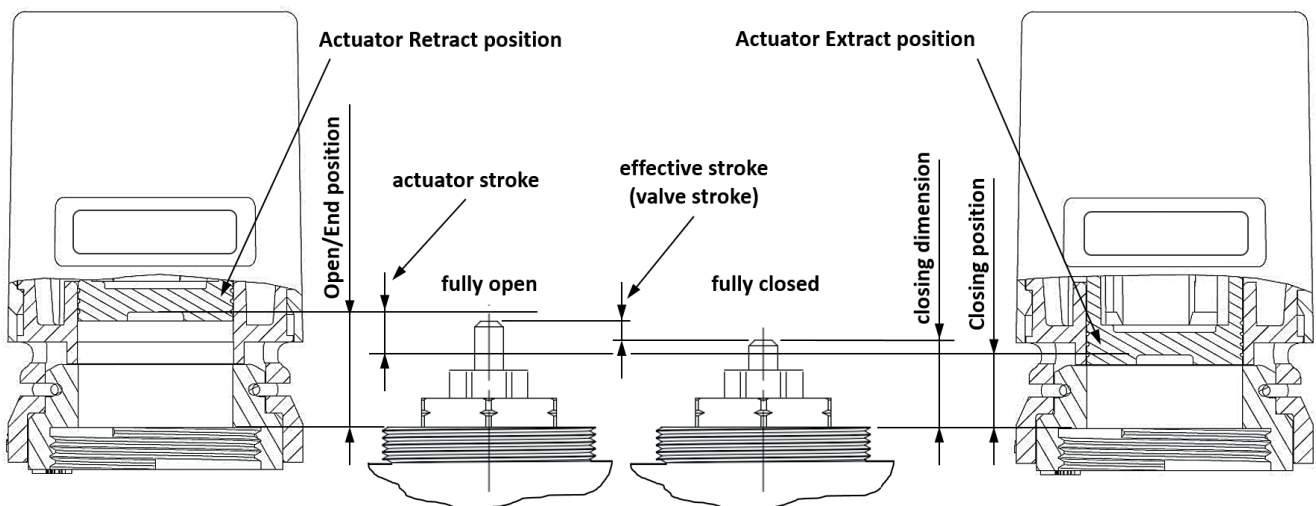 Actuator Retract position
Actuator Extract position
Open/End position
actuator stroke
effective stroke
(valve stroke)
closing dimension
Closing position
fully open
fully closed